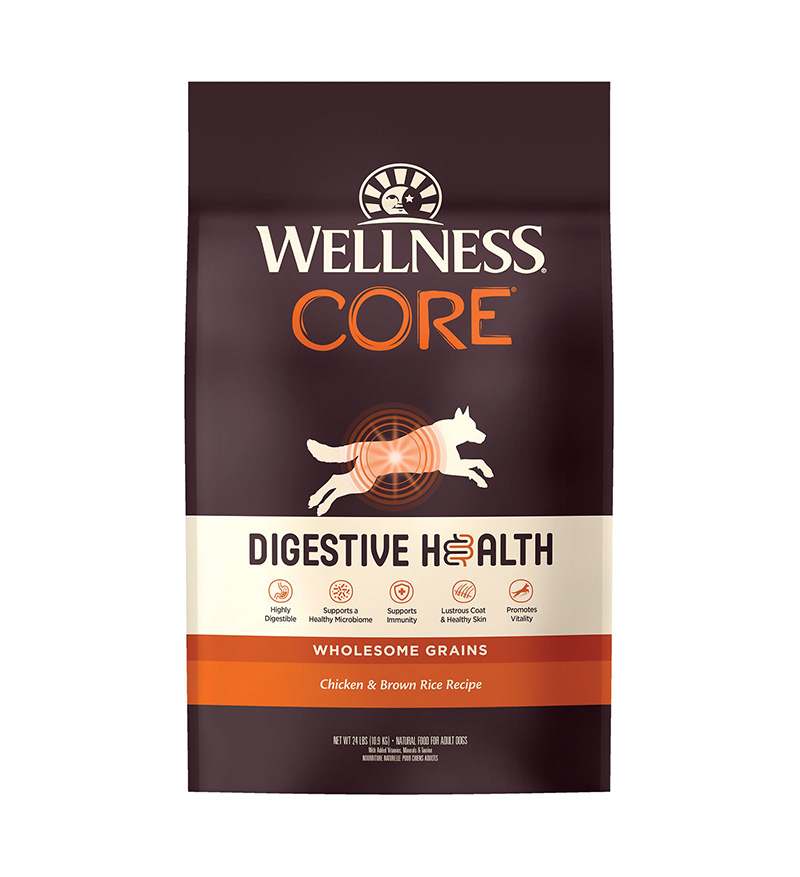 WELLNESS®
CORE®
DIGESTIVE HEALTH
Highly
Digestible
Supports a
Healthy Microbiome
Supports
Immunity
Lustrous Coat
& Healthy Skin
Promotes
Vitality
WHOLESOME GRAINS
Chicken & Brown Rice Recipe
NET WT 24 LBS (10.9 KG) • NATURAL FOOD FOR ADULT DOGS
With Added Vitamins, Minerals & Taurine
NOURRITURE NATURELLE POUR CHIENS ADULTES